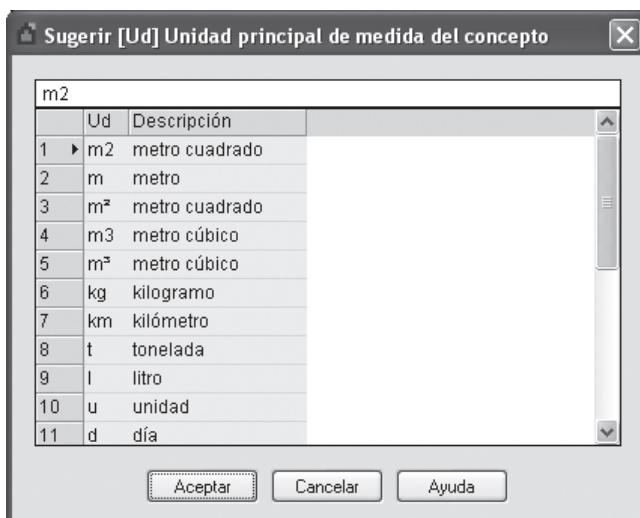 Sugerir [Ud] Unidad principal de medida del concepto
m2
Ud Descripción
1 m2 metro cuadrado
2 m metro
3 m² metro cuadrado
4 m3 metro cúbico
5 m³ metro cúbico
6 kg kilogramo
7 km kilómetro
8 t tonelada
9 l litro
10 u unidad
11 d día
Aceptar Cancelar Ayuda